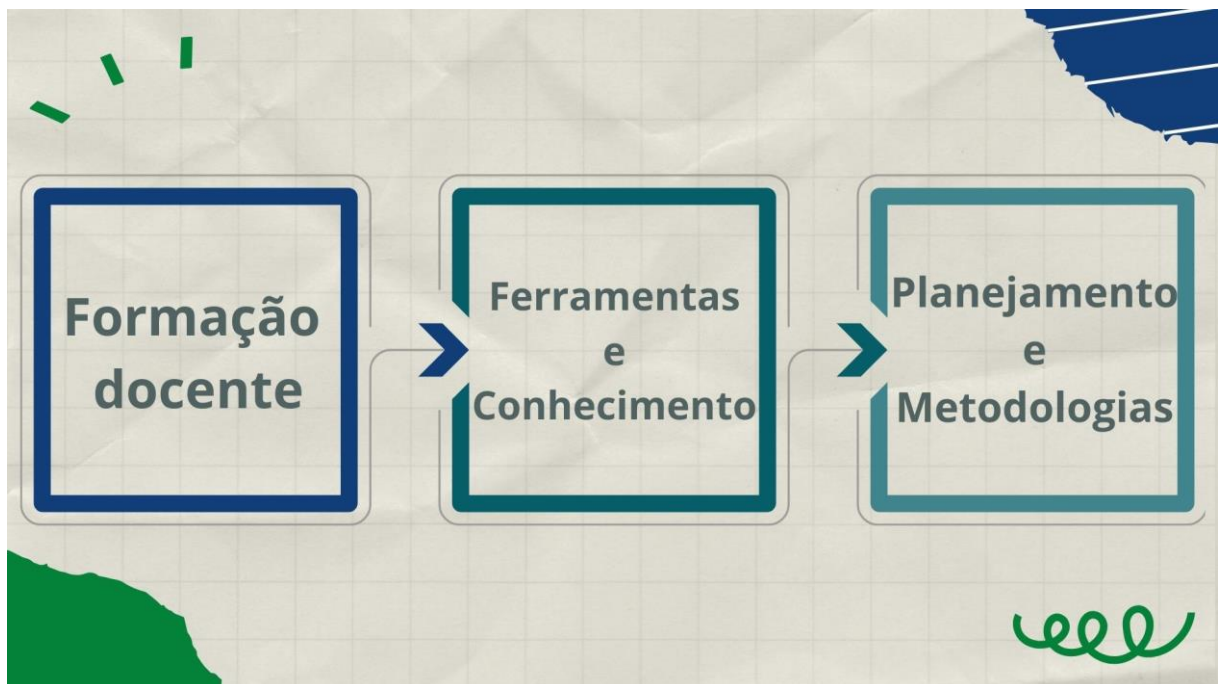 Formação
docente
Ferramentas
e
Conhecimento
Planejamento
e
Metodologias